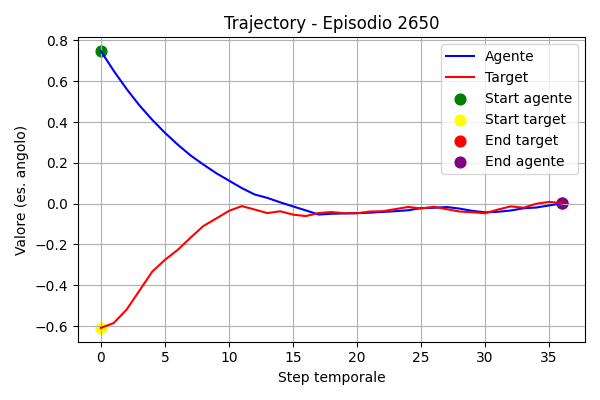 Trajectory - Episodio 2650
Agente
Target
Start agente
Start target
End target
End agente
0.8
0.6
0.4
0.2
0.0
−0.2
−0.4
−0.6
Valore (es. angolo)
0 5 10 15 20 25 30 35
Step temporale